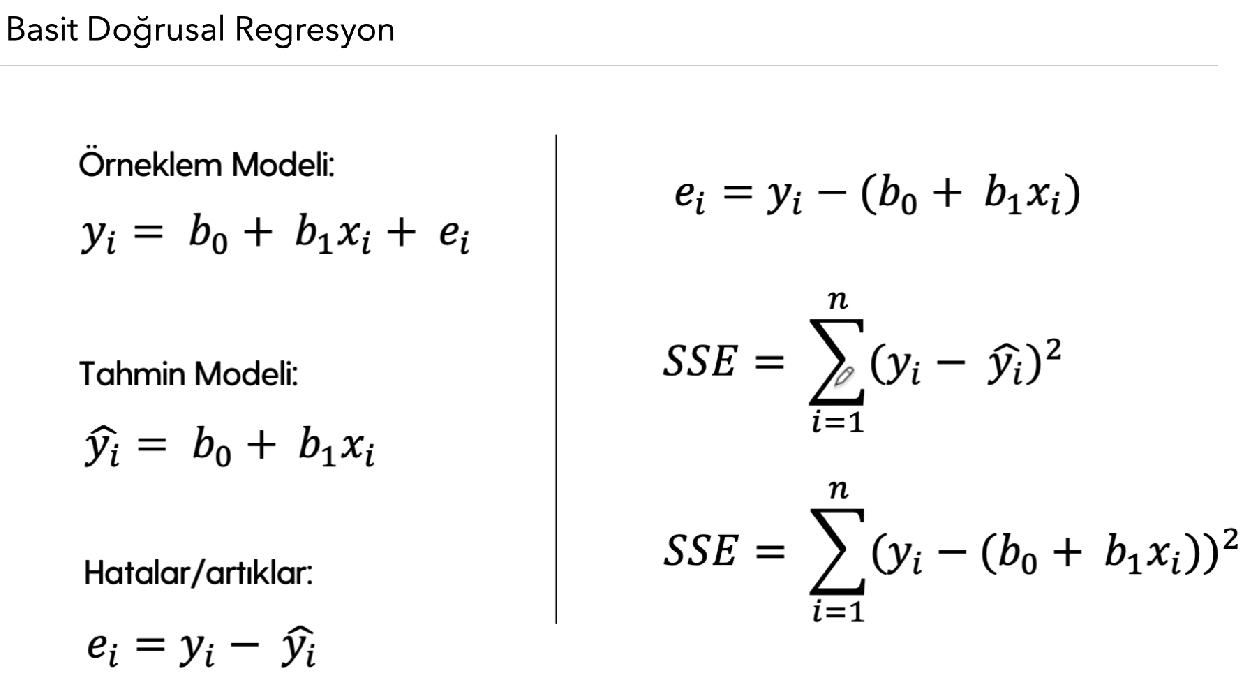 Basit Doğrusal Regresyon
Örneklem Modeli:
yᵢ = b₀ + b₁xᵢ + eᵢ
Tahmin Modeli:
ŷᵢ = b₀ + b₁xᵢ
Hatalar/artıklar:
eᵢ = yᵢ − ŷᵢ
eᵢ = yᵢ − (b₀ + b₁xᵢ)
SSE = ∑ᵢ₌₁ⁿ (yᵢ − ŷᵢ)²
SSE = ∑ᵢ₌₁ⁿ (yᵢ − (b₀ + b₁xᵢ))²